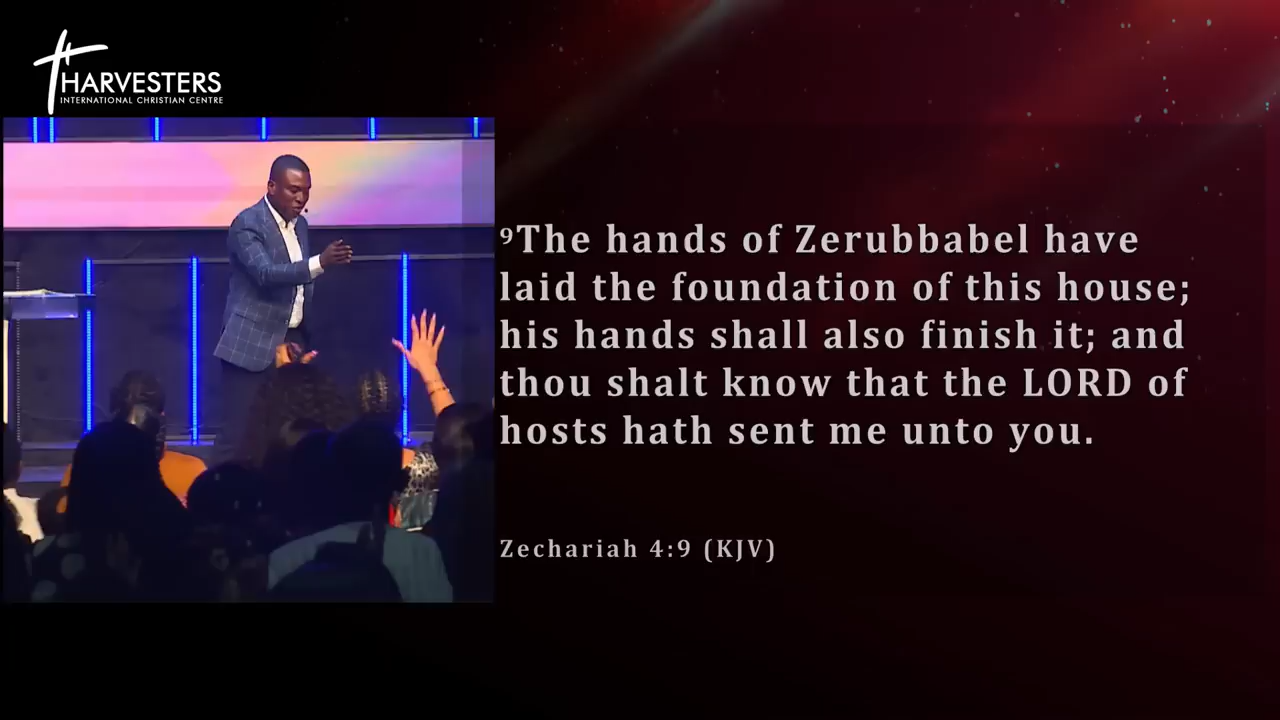 HARVESTERS
INTERNATIONAL CHRISTIAN CENTRE
⁹The hands of Zerubbabel have
laid the foundation of this house;
his hands shall also finish it; and
thou shalt know that the LORD of
hosts hath sent me unto you.
Zechariah 4:9 (KJV)